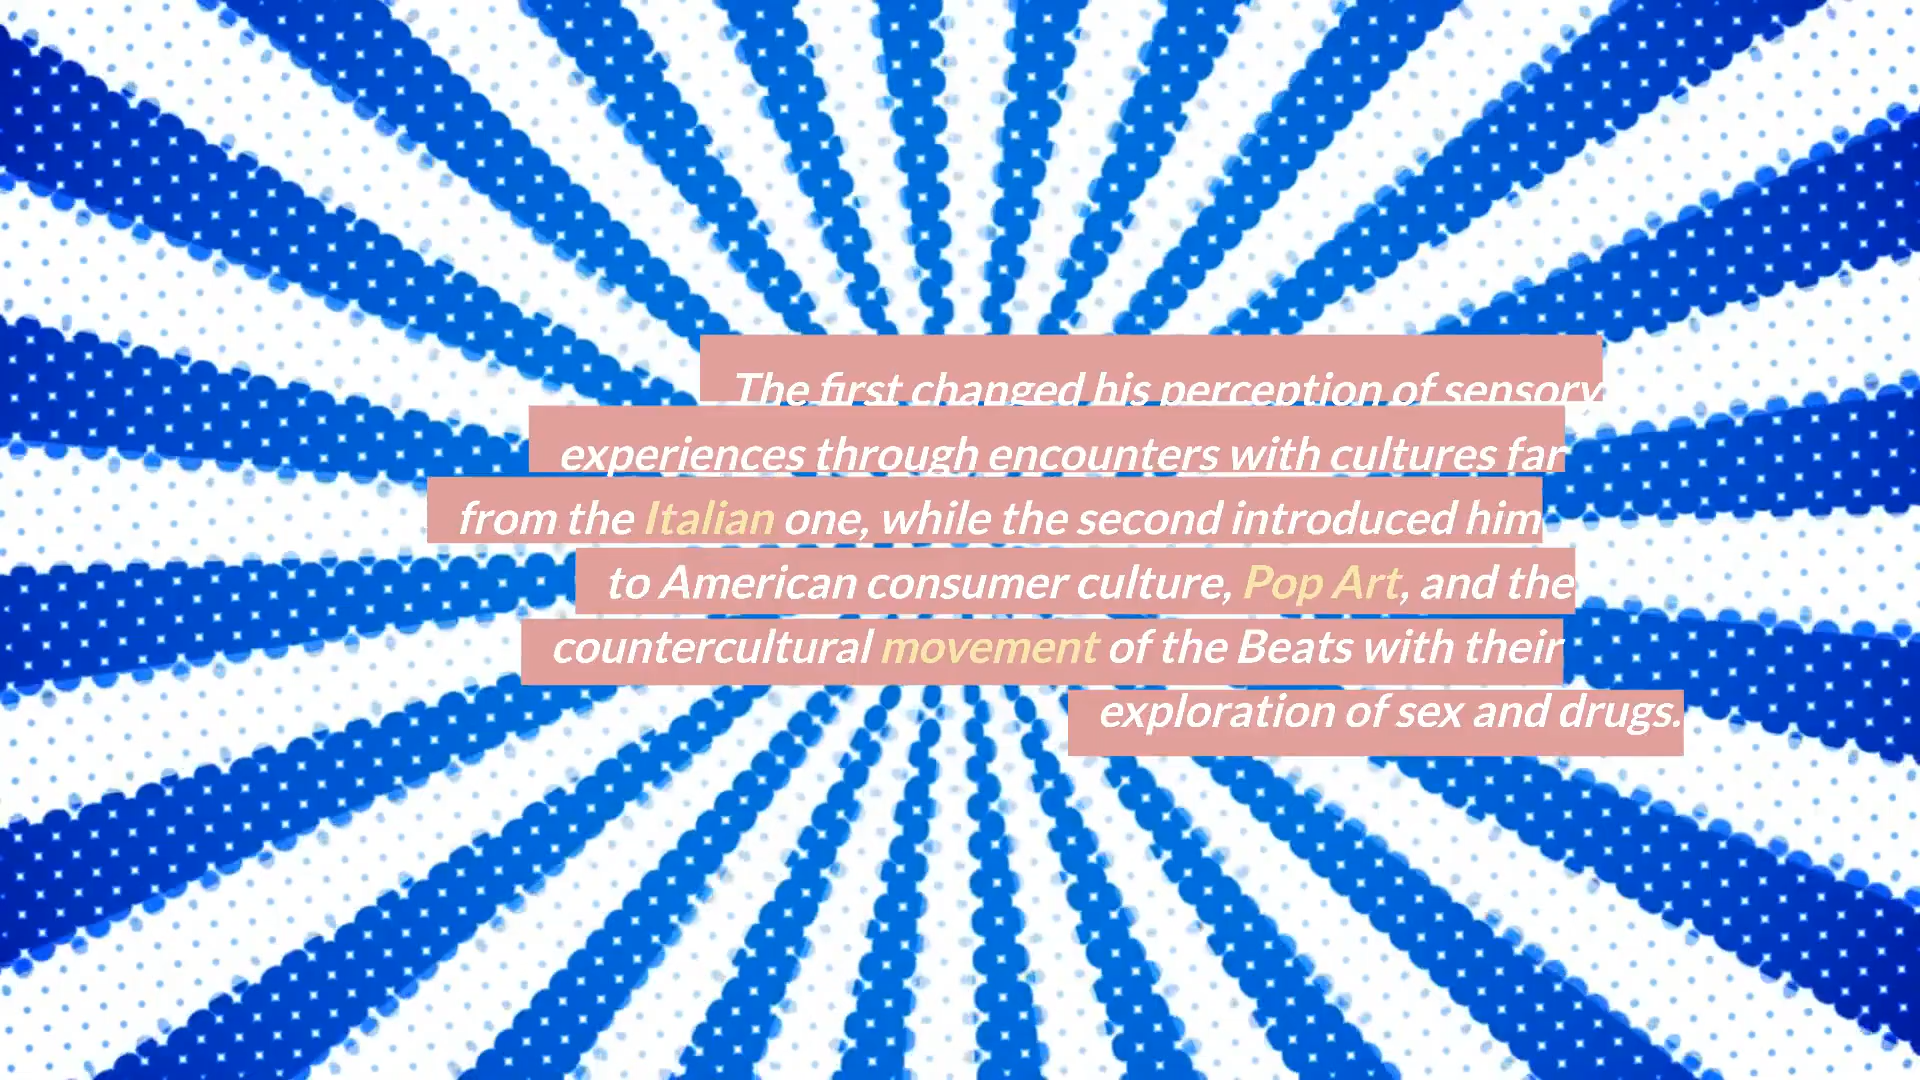 The first changed his perception of sensory
experiences through encounters with cultures far
from the Italian one, while the second introduced him
to American consumer culture, Pop Art, and the
countercultural movement of the Beats with their
exploration of sex and drugs.